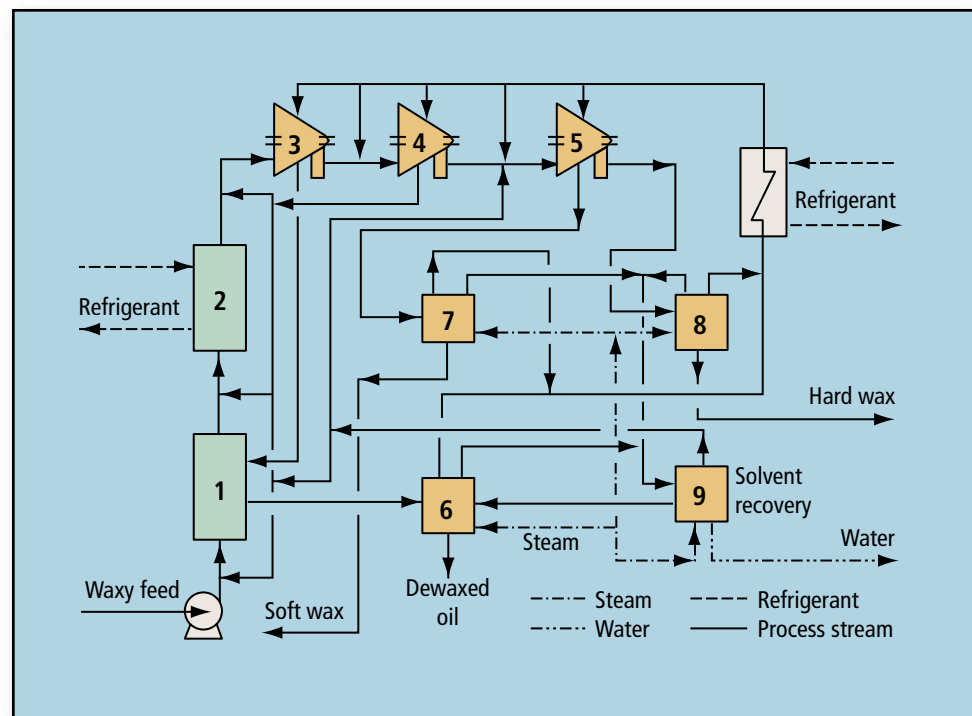 3
4
5
Refrigerant
2
Refrigerant
7
8
Hard wax
1
6
9
Solvent
recovery
Steam
Water
Waxy feed
Dewaxed
oil
Soft wax
Steam
Refrigerant
Water
Process stream